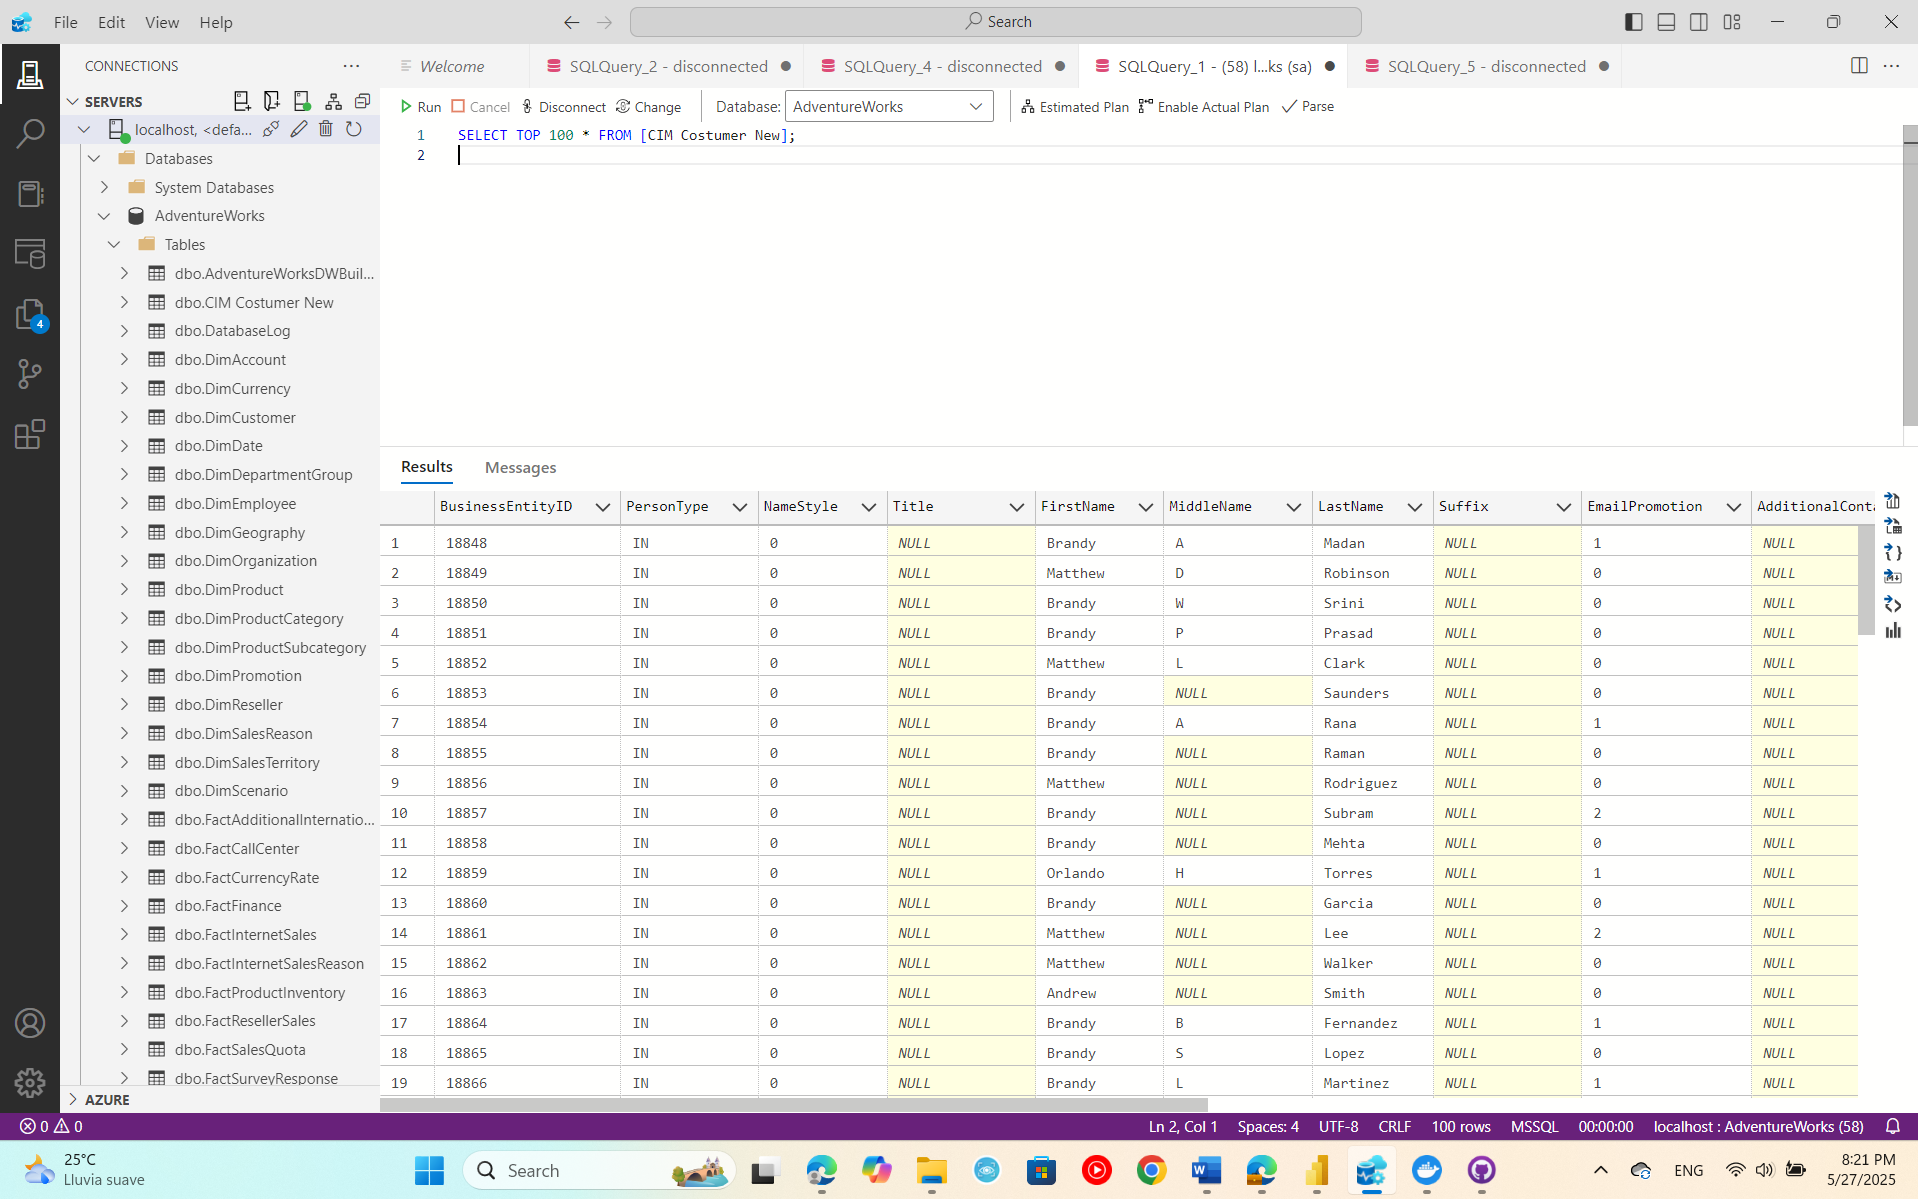 File Edit View Help
Search
CONNECTIONS
Welcome
SQLQuery_2 - disconnected
SQLQuery_4 - disconnected
SQLQuery_1 - (58) l...ks (sa)
SQLQuery_5 - disconnected
SERVERS
Run Cancel Disconnect Change Database: AdventureWorks Estimated Plan Enable Actual Plan Parse
localhost, <defa...
Databases
System Databases
AdventureWorks
Tables
dbo.AdventureWorksDWBuil...
dbo.CIM Costumer New
dbo.DatabaseLog
dbo.DimAccount
dbo.DimCurrency
dbo.DimCustomer
dbo.DimDate
dbo.DimDepartmentGroup
dbo.DimEmployee
dbo.DimGeography
dbo.DimOrganization
dbo.DimProduct
dbo.DimProductCategory
dbo.DimProductSubcategory
dbo.DimPromotion
dbo.DimReseller
dbo.DimSalesReason
dbo.DimSalesTerritory
dbo.DimScenario
dbo.FactAdditionalInternatio...
dbo.FactCallCenter
dbo.FactCurrencyRate
dbo.FactFinance
dbo.FactInternetSales
dbo.FactInternetSalesReason
dbo.FactProductInventory
dbo.FactResellerSales
dbo.FactSalesQuota
dbo.FactSurveyResponse
AZURE
4
1 SELECT TOP 100 * FROM [CIM Costumer New];
2
Results Messages
BusinessEntityID PersonType NameStyle Title FirstName MiddleName LastName Suffix EmailPromotion AdditionalConta
1 18848 IN 0 NULL Brandy A Madan NULL 1 NULL
2 18849 IN 0 NULL Matthew D Robinson NULL 0 NULL
3 18850 IN 0 NULL Brandy W Srini NULL 0 NULL
4 18851 IN 0 NULL Brandy P Prasad NULL 0 NULL
5 18852 IN 0 NULL Matthew L Clark NULL 0 NULL
6 18853 IN 0 NULL Brandy NULL Saunders NULL 0 NULL
7 18854 IN 0 NULL Brandy A Rana NULL 1 NULL
8 18855 IN 0 NULL Brandy NULL Raman NULL 0 NULL
9 18856 IN 0 NULL Matthew NULL Rodriguez NULL 0 NULL
10 18857 IN 0 NULL Brandy NULL Subram NULL 2 NULL
11 18858 IN 0 NULL Brandy NULL Mehta NULL 0 NULL
12 18859 IN 0 NULL Orlando H Torres NULL 1 NULL
13 18860 IN 0 NULL Brandy NULL Garcia NULL 0 NULL
14 18861 IN 0 NULL Matthew NULL Lee NULL 2 NULL
15 18862 IN 0 NULL Matthew NULL Walker NULL 0 NULL
16 18863 IN 0 NULL Andrew NULL Smith NULL 0 NULL
17 18864 IN 0 NULL Brandy B Fernandez NULL 1 NULL
18 18865 IN 0 NULL Brandy S Lopez NULL 0 NULL
19 18866 IN 0 NULL Brandy L Martinez NULL 1 NULL
0 0 Ln 2, Col 1 Spaces: 4 UTF-8 CRLF 100 rows MSSQL 00:00:00 localhost : AdventureWorks (58)
25°C
Lluvia suave
Search
ENG
8:21 PM
5/27/2025